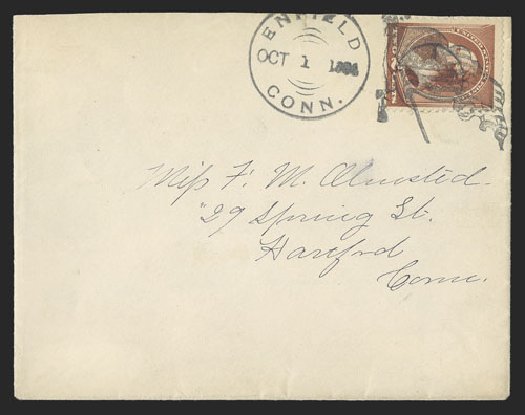 ENFIELD
OCT 1 1884
CONN.
Miss F. M. Olmsted.
"29 Spring St.
Hartford
Conn.